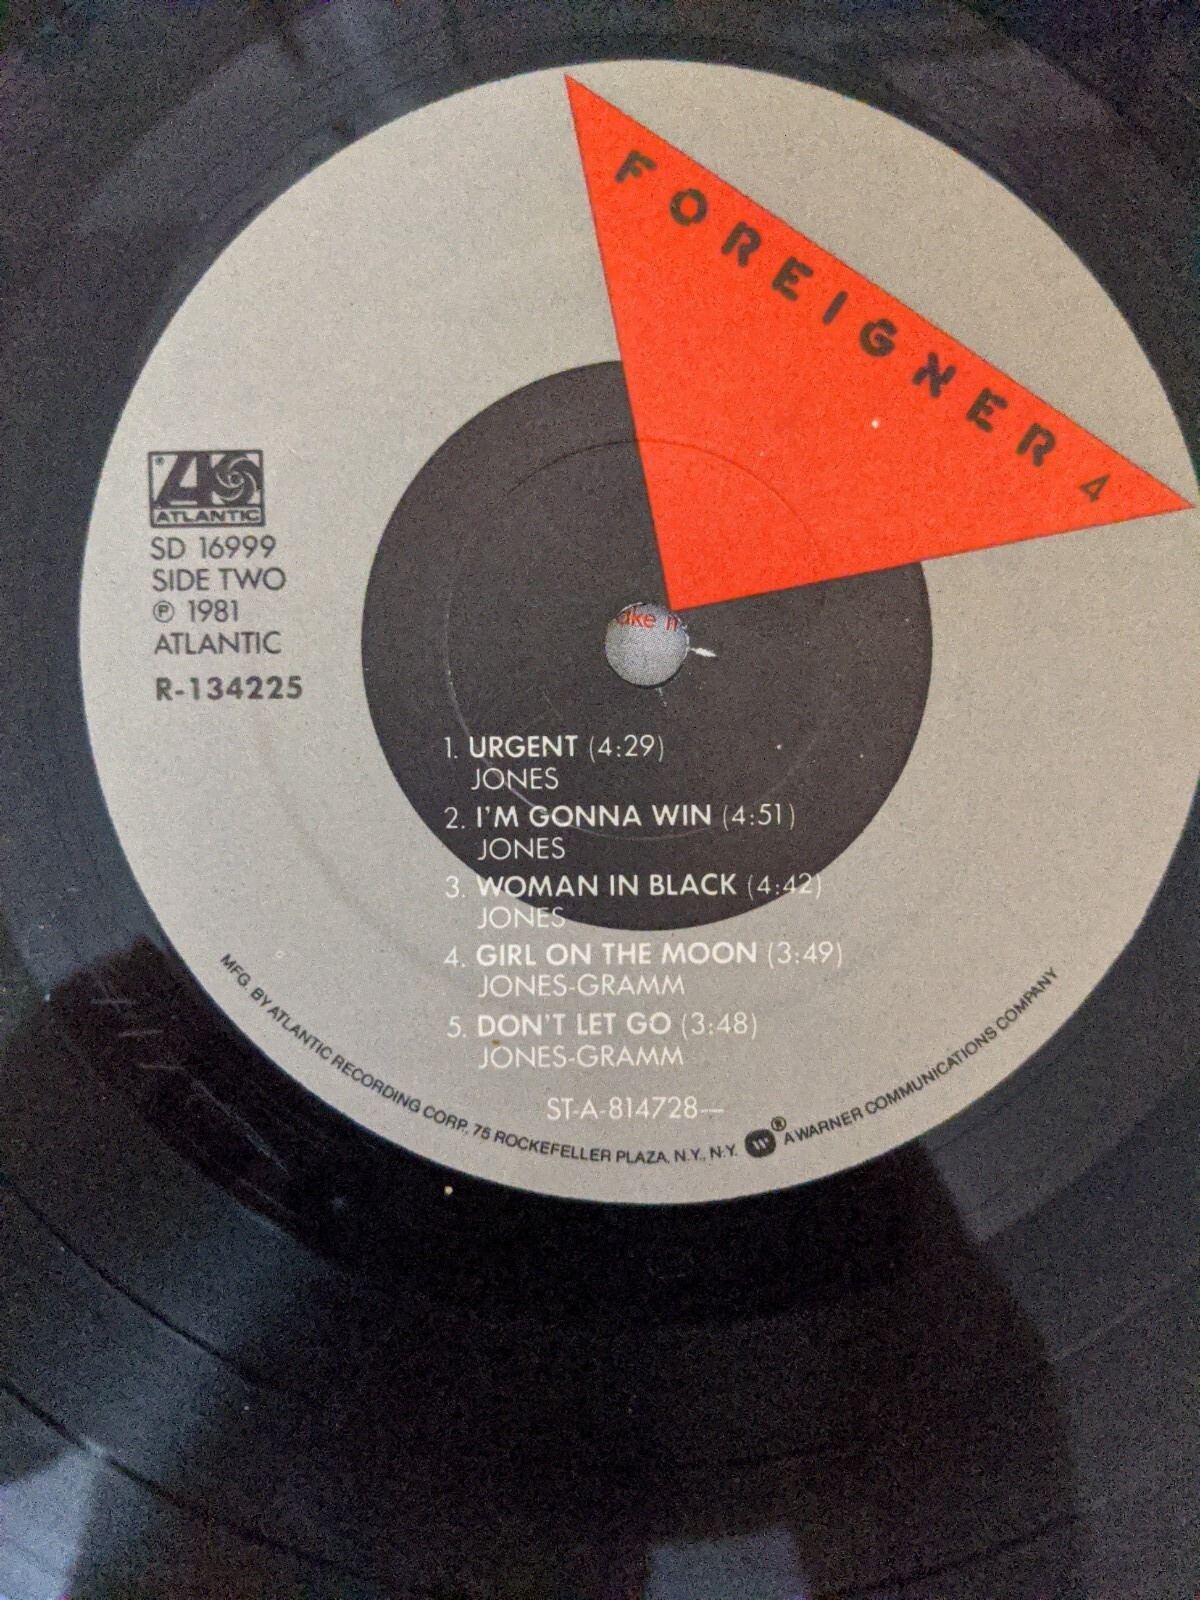 FOREIGNER 4
ATLANTIC
SD 16999
SIDE TWO
℗ 1981
ATLANTIC
R-134225
ake it
1. URGENT (4:29)
JONES
2. I'M GONNA WIN (4:51)
JONES
3. WOMAN IN BLACK (4:42)
JONES
4. GIRL ON THE MOON (3:49)
JONES-GRAMM
5. DON'T LET GO (3:48)
JONES-GRAMM
ST-A-814728—
MFG. BY ATLANTIC RECORDING CORP., 75 ROCKEFELLER PLAZA, N.Y., N.Y. ® A WARNER COMMUNICATIONS COMPANY